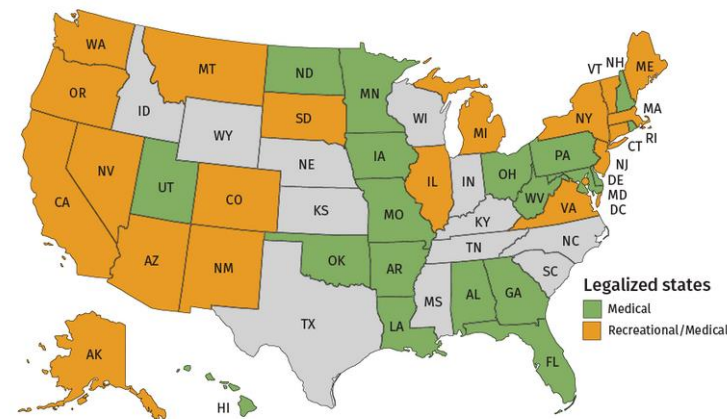 WA
MT
ND
MN
VT
NH
ME
OR
ID
SD
WI
MI
NY
MA
WY
RI
CT
NV
NE
IA
PA
NJ
UT
CO
IL
IN
OH
DE
CA
WV
MD
KS
MO
VA
DC
KY
AZ
NM
OK
AR
TN
NC
SC
TX
LA
MS
AL
GA
Legalized states
Medical
Recreational/Medical
AK
HI
FL